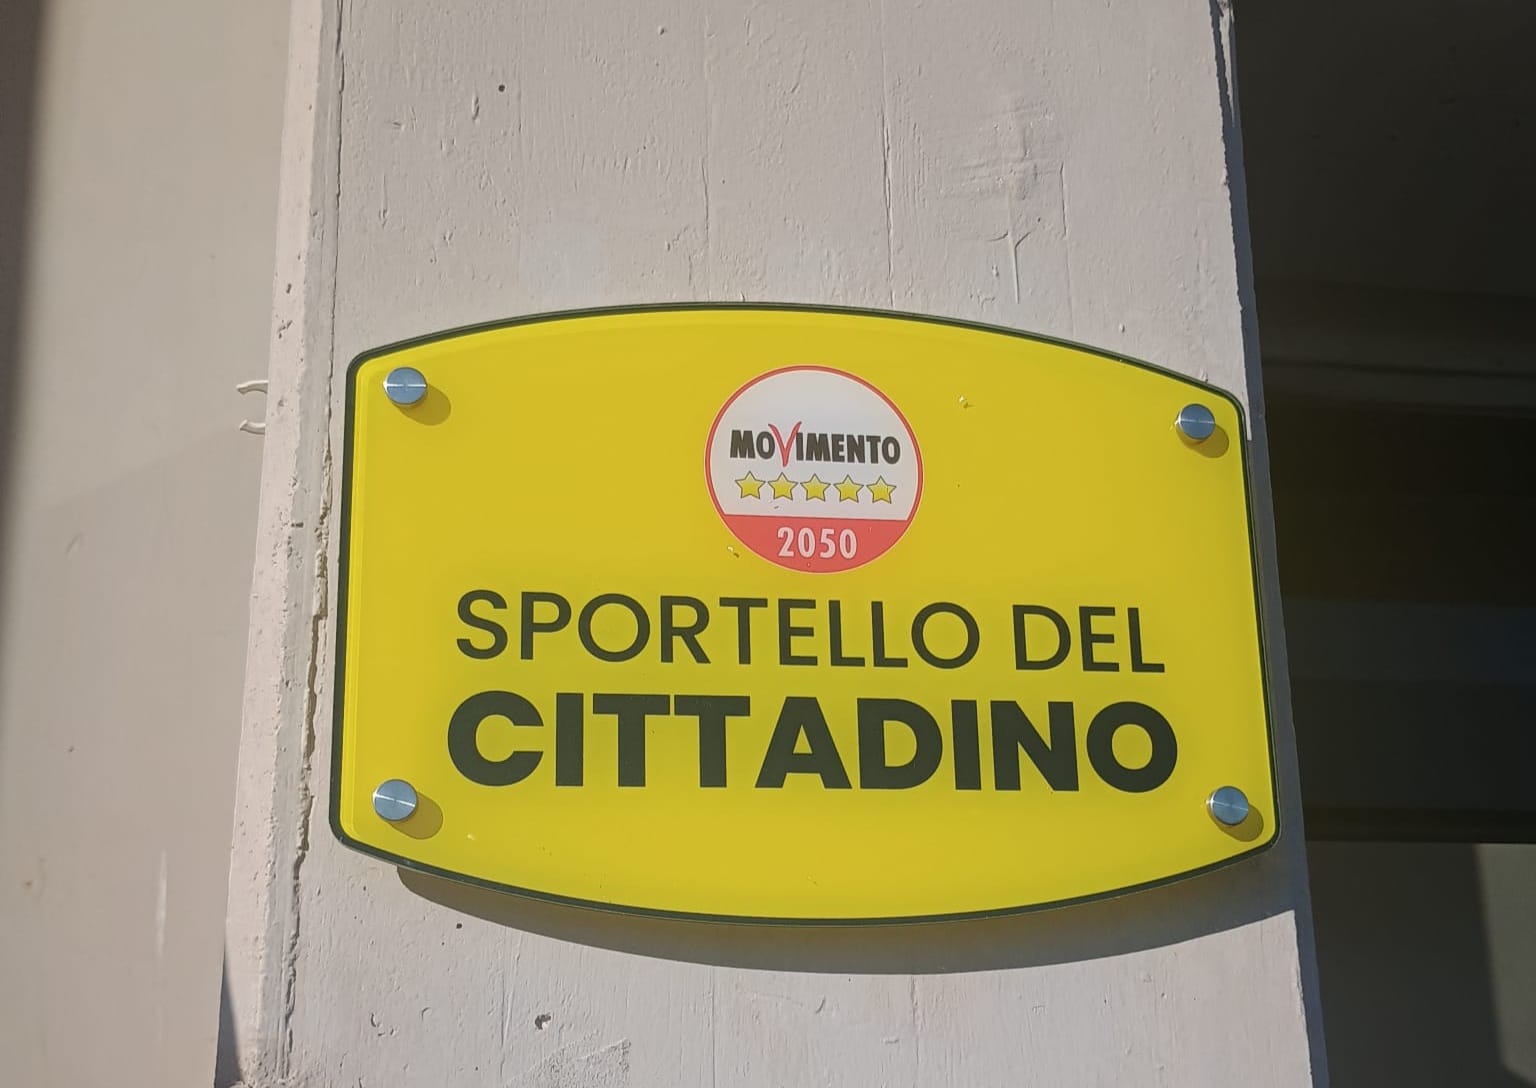 MOVIMENTO
2050
SPORTELLO DEL
CITTADINO